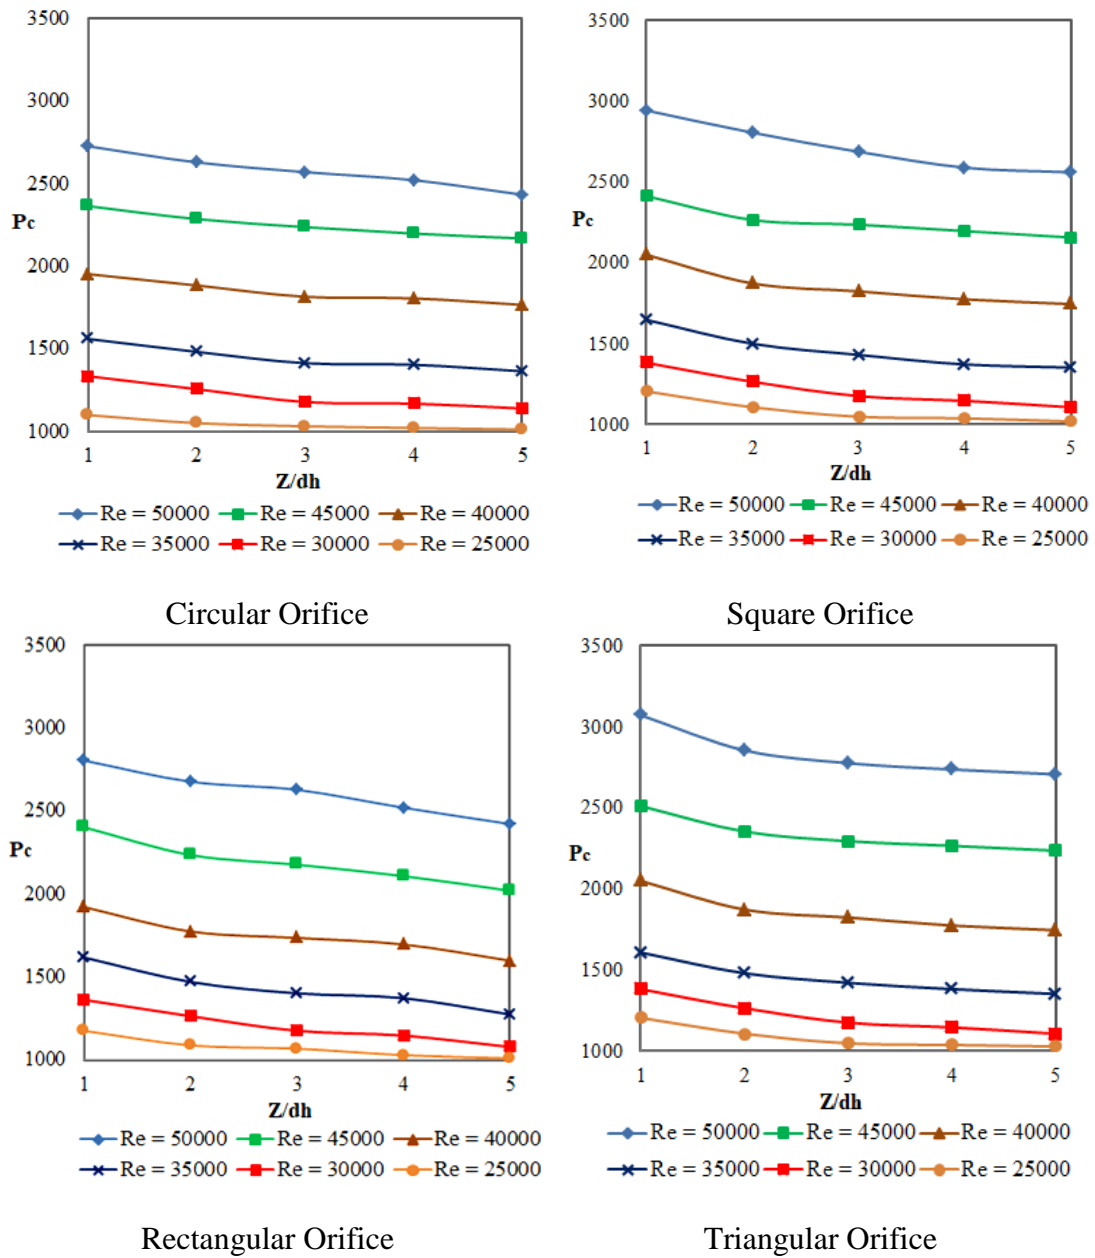 3500
3000
2500
Pc
2000
1500
1000
1 2 3 4 5
Z/dh
Re = 50000 Re = 45000 Re = 40000
Re = 35000 Re = 30000 Re = 25000
Circular Orifice
3500
3000
2500
Pc
2000
1500
1000
1 2 3 4 5
Z/dh
Re = 50000 Re = 45000 Re = 40000
Re = 35000 Re = 30000 Re = 25000
Square Orifice
3500
3000
2500
Pc
2000
1500
1000
1 2 3 4 5
Z/dh
Re = 50000 Re = 45000 Re = 40000
Re = 35000 Re = 30000 Re = 25000
Rectangular Orifice
3500
3000
2500
Pc
2000
1500
1000
1 2 3 4 5
Z/dh
Re = 50000 Re = 45000 Re = 40000
Re = 35000 Re = 30000 Re = 25000
Triangular Orifice